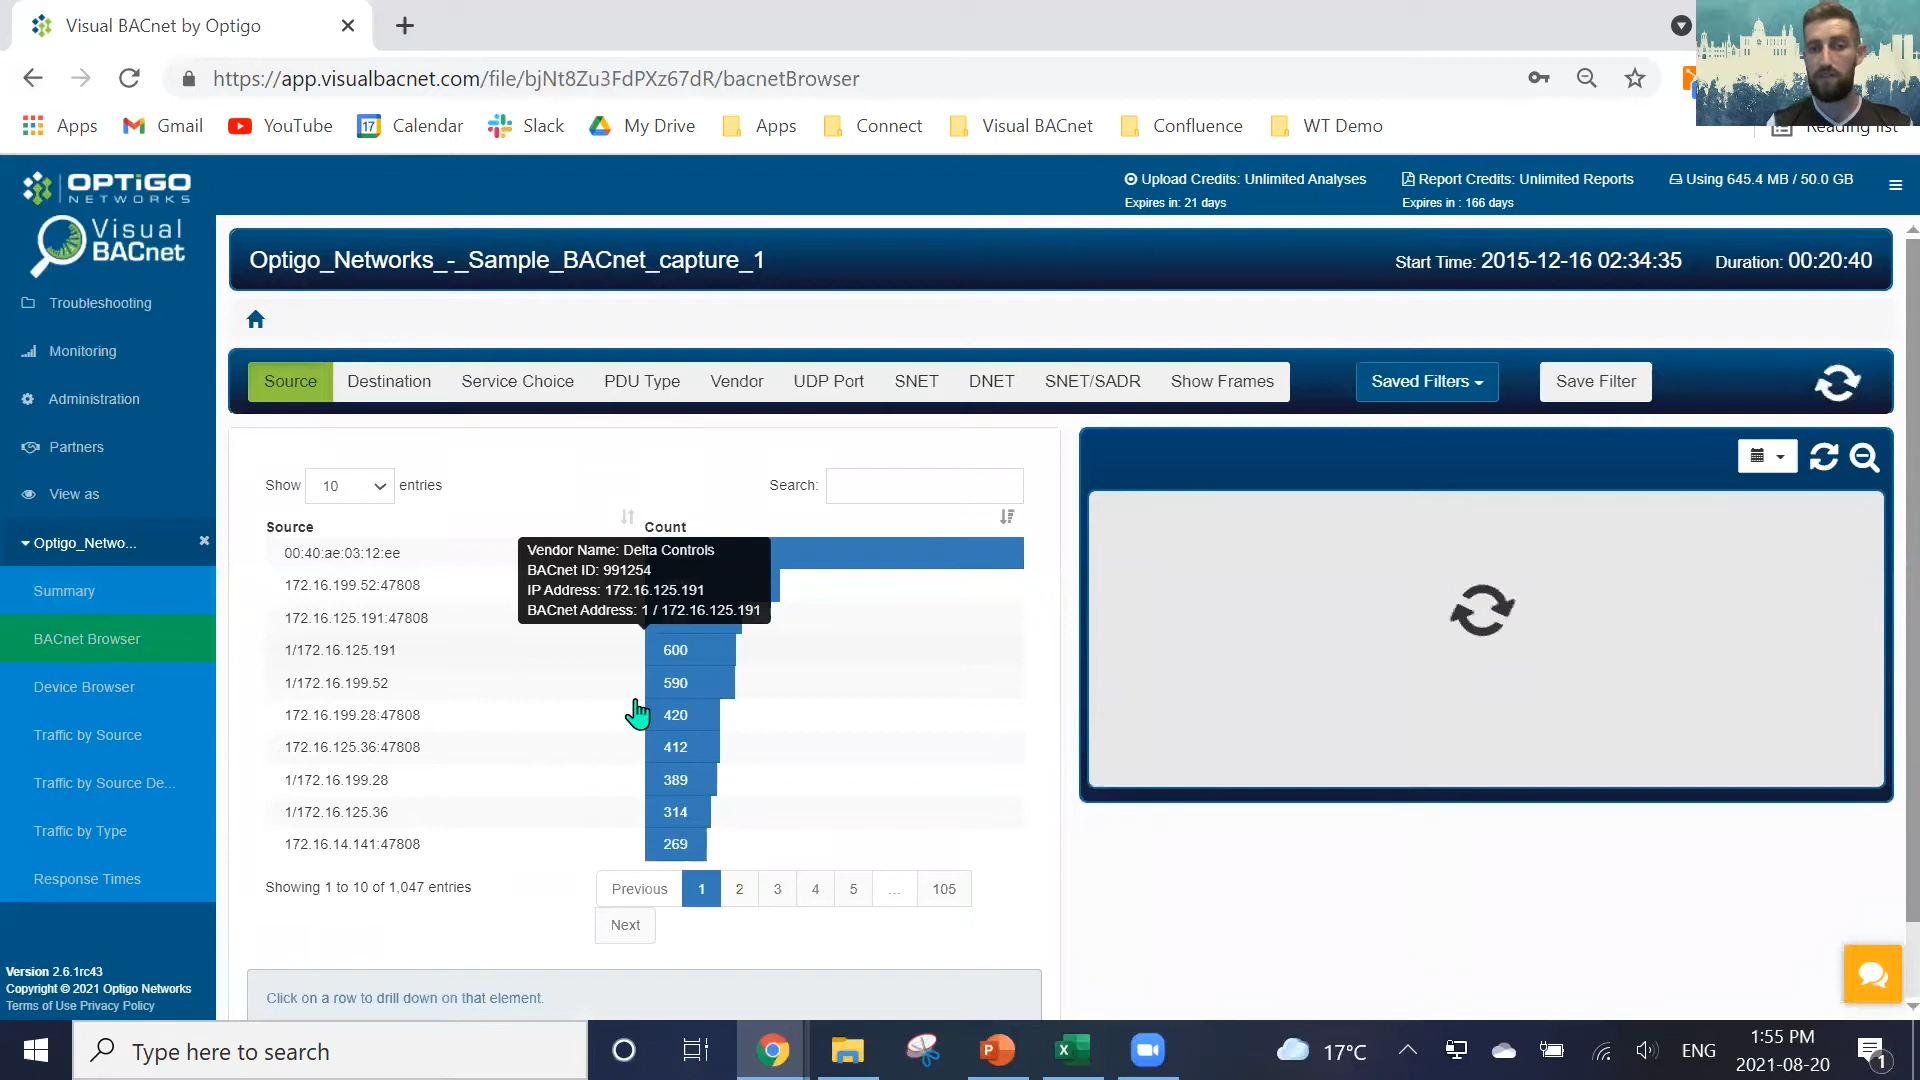 Visual BACnet by Optigo
https://app.visualbacnet.com/file/bjNt8Zu3FdPXz67dR/bacnetBrowser
Apps Gmail YouTube 17 Calendar Slack My Drive Apps Connect Visual BACnet Confluence WT Demo Reading list
OPTIGO
NETWORKS
Visual
BACnet
Upload Credits: Unlimited Analyses
Expires in: 21 days
Report Credits: Unlimited Reports
Expires in : 166 days
Using 645.4 MB / 50.0 GB
Troubleshooting
Monitoring
Administration
Partners
View as
Optigo_Netwo...
Summary
BACnet Browser
Device Browser
Traffic by Source
Traffic by Source De...
Traffic by Type
Response Times
Version 2.6.1rc43
Copyright © 2021 Optigo Networks
Terms of Use Privacy Policy
Optigo_Networks_-_Sample_BACnet_capture_1
Start Time: 2015-12-16 02:34:35 Duration: 00:20:40
Source Destination Service Choice PDU Type Vendor UDP Port SNET DNET SNET/SADR Show Frames
Saved Filters
Save Filter
Show 10 entries
Search:
Source Count
00:40:ae:03:12:ee
172.16.199.52:47808
172.16.125.191:47808
1/172.16.125.191 600
1/172.16.199.52 590
172.16.199.28:47808 420
172.16.125.36:47808 412
1/172.16.199.28 389
1/172.16.125.36 314
172.16.14.141:47808 269
Vendor Name: Delta Controls
BACnet ID: 991254
IP Address: 172.16.125.191
BACnet Address: 1 / 172.16.125.191
Showing 1 to 10 of 1,047 entries
Previous 1 2 3 4 5 ... 105
Next
Click on a row to drill down on that element.
Type here to search
17°C
ENG
1:55 PM
2021-08-20
1